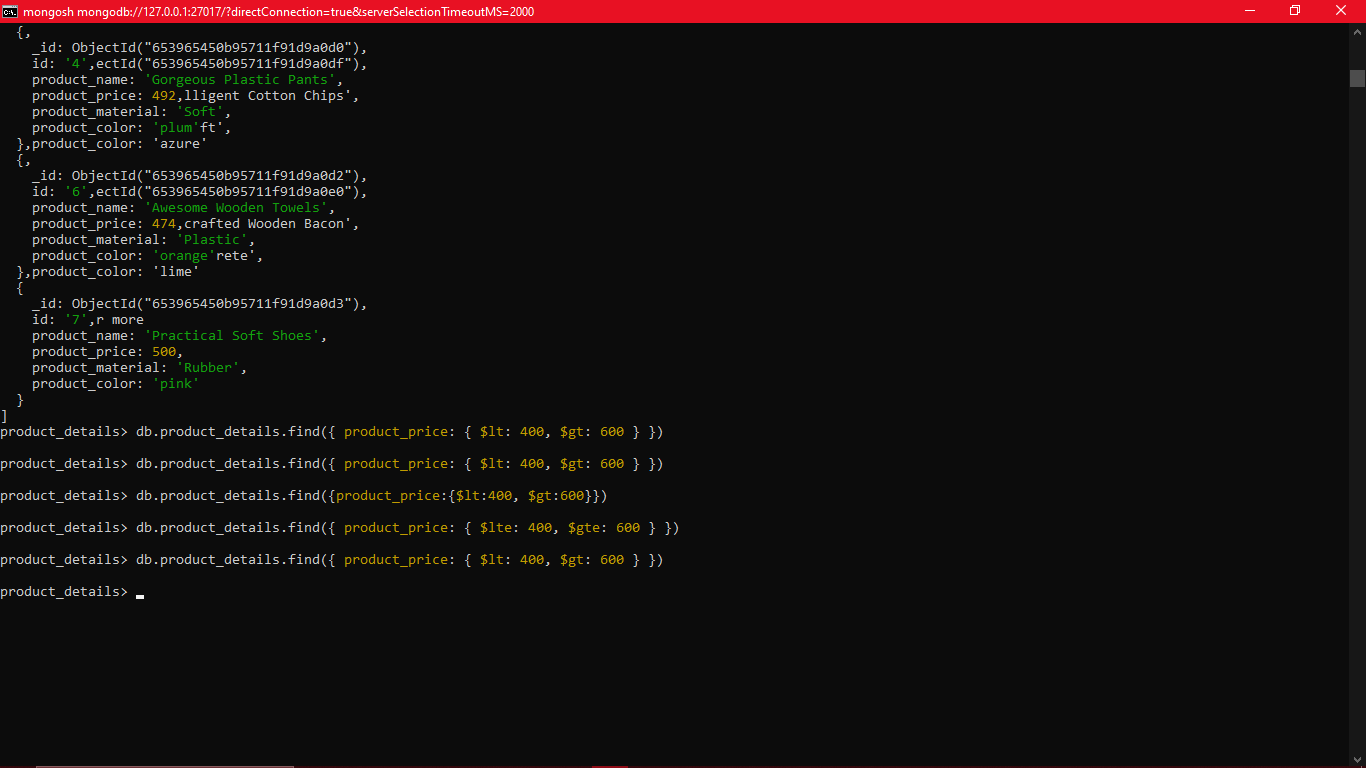 mongosh mongodb://127.0.0.1:27017/?directConnection=true&serverSelectionTimeoutMS=2000
{,
_id: ObjectId("653965450b95711f91d9a0d0"),
id: '4',ectId("653965450b95711f91d9a0df"),
product_name: 'Gorgeous Plastic Pants',
product_price: 492,lligent Cotton Chips',
product_material: 'Soft',
product_color: 'plum'ft',
},product_color: 'azure'
{,
_id: ObjectId("653965450b95711f91d9a0d2"),
id: '6',ectId("653965450b95711f91d9a0e0"),
product_name: 'Awesome Wooden Towels',
product_price: 474,crafted Wooden Bacon',
product_material: 'Plastic',
product_color: 'orange'rete',
},product_color: 'lime'
{
_id: ObjectId("653965450b95711f91d9a0d3"),
id: '7',r more
product_name: 'Practical Soft Shoes',
product_price: 500,
product_material: 'Rubber',
product_color: 'pink'
}
]
product_details> db.product_details.find({ product_price: { $lt: 400, $gt: 600 } })
product_details> db.product_details.find({ product_price: { $lt: 400, $gt: 600 } })
product_details> db.product_details.find({product_price:{$lt:400, $gt:600}})
product_details> db.product_details.find({ product_price: { $lte: 400, $gte: 600 } })
product_details> db.product_details.find({ product_price: { $lt: 400, $gt: 600 } })
product_details>